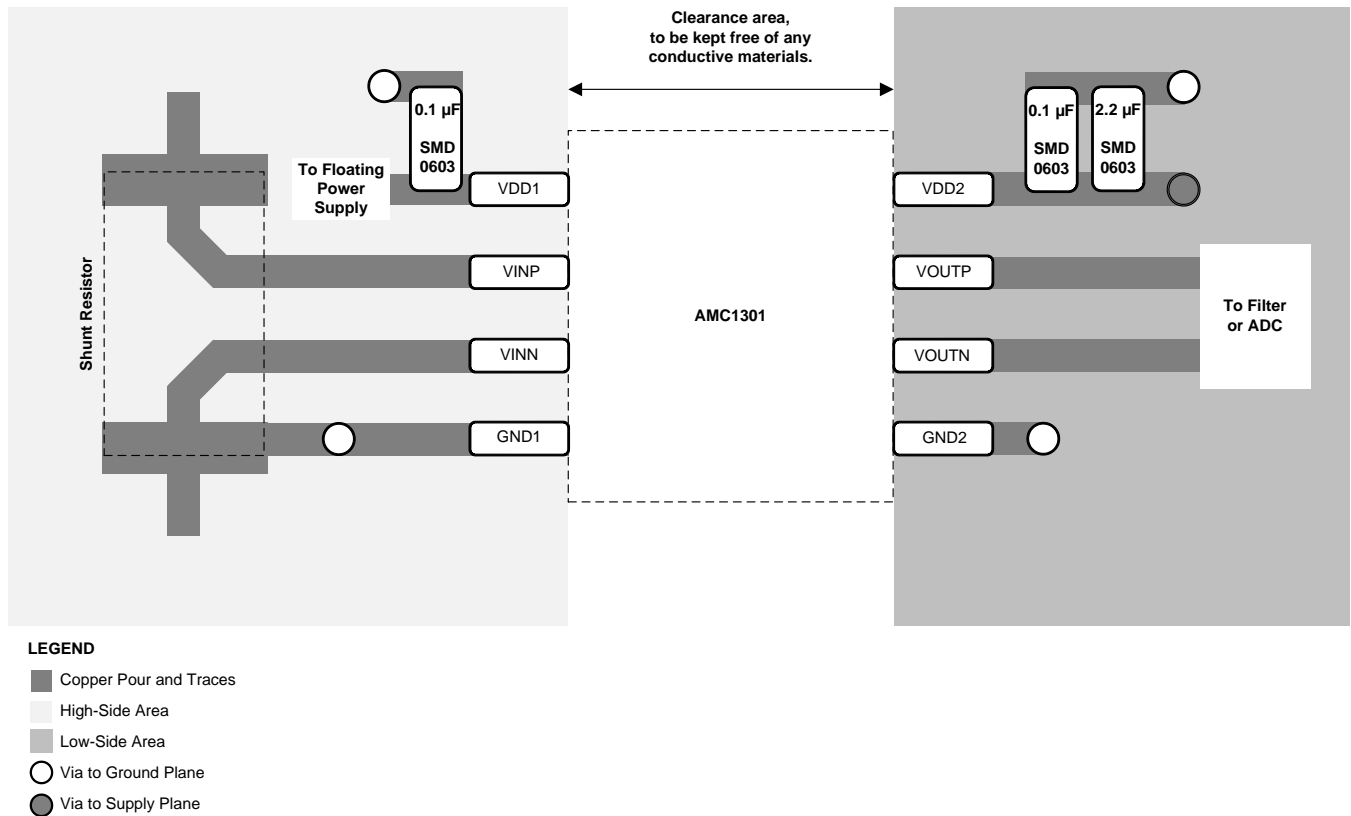 Clearance area,
to be kept free of any
conductive materials.
0.1 µF
SMD
0603
0.1 µF
SMD
0603
2.2 µF
SMD
0603
To Floating
Power
Supply
VDD1
VDD2
Shunt Resistor
VINP
VOUTP
AMC1301
To Filter
or ADC
VINN
VOUTN
GND1
GND2
LEGEND
Copper Pour and Traces
High-Side Area
Low-Side Area
Via to Ground Plane
Via to Supply Plane